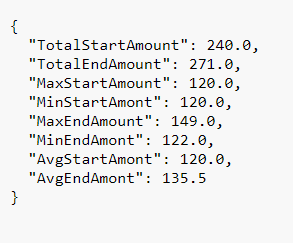 {
"TotalStartAmount": 240.0,
"TotalEndAmount": 271.0,
"MaxStartAmount": 120.0,
"MinStartAmont": 120.0,
"MaxEndAmount": 149.0,
"MinEndAmont": 122.0,
"AvgStartAmont": 120.0,
"AvgEndAmont": 135.5
}